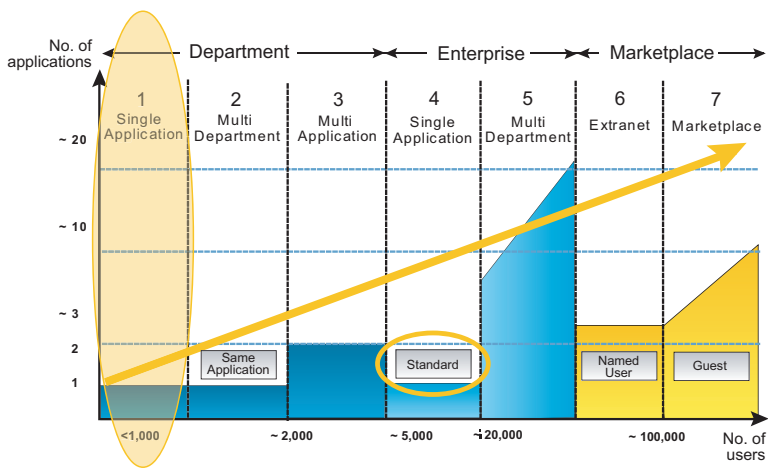 No. of
applications
Department
Enterprise
Marketplace
1
Single
Application
2
Multi
Department
3
Multi
Application
4
Single
Application
5
Multi
Department
6
Extranet
7
Marketplace
~ 20
~ 10
~ 3
2
1
Same
Application
Standard
Named
User
Guest
<1,000
~ 2,000
~ 5,000
~20,000
~ 100,000
No. of
users